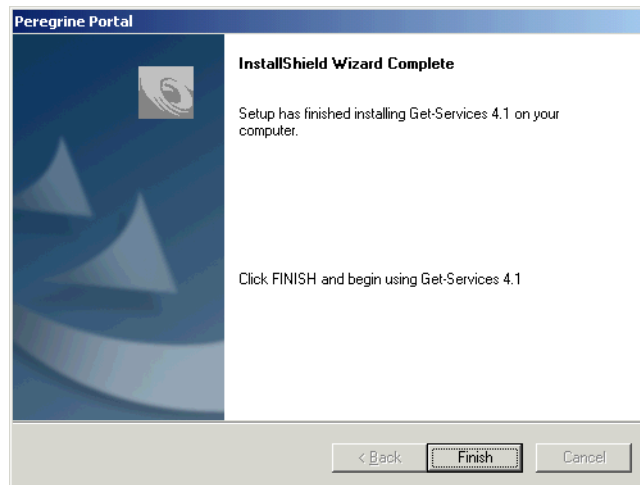 Peregrine Portal
InstallShield Wizard Complete
Setup has finished installing Get-Services 4.1 on your
computer.
Click FINISH and begin using Get-Services 4.1
< Back
Finish
Cancel